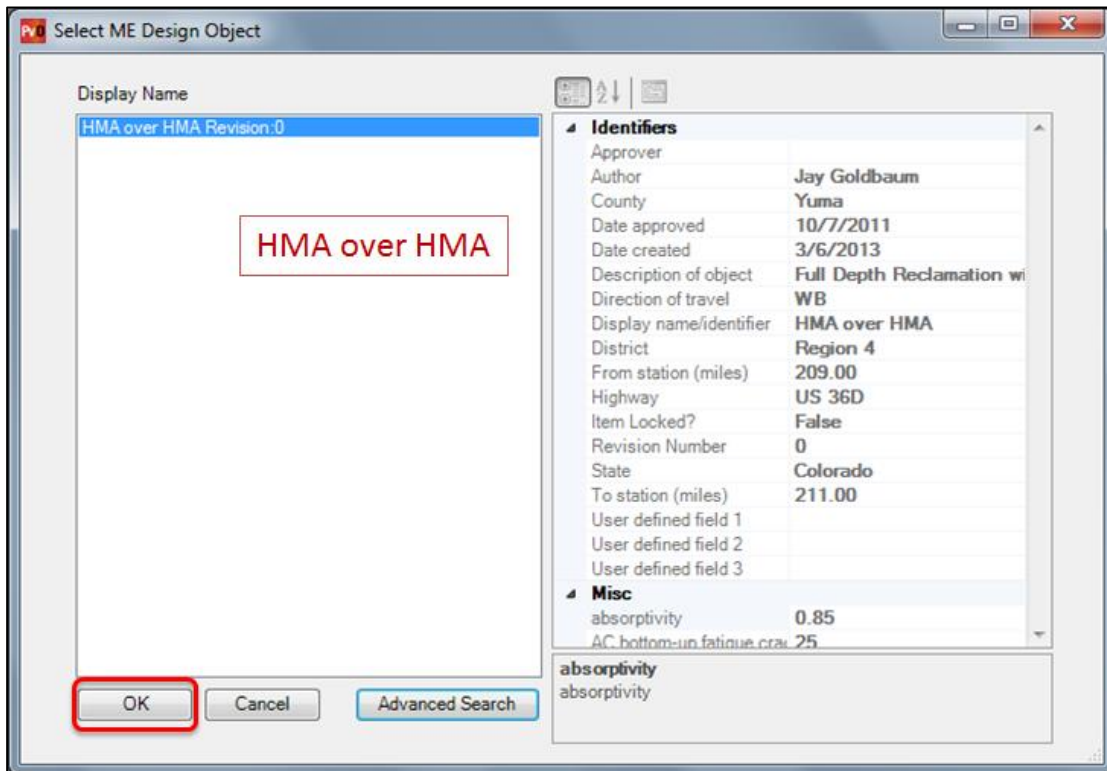 Select ME Design Object
Display Name
HMA over HMA Revision:0
HMA over HMA
OK
Cancel
Advanced Search
Identifiers
Approver
Author Jay Goldbaum
County Yuma
Date approved 10/7/2011
Date created 3/6/2013
Description of object Full Depth Reclamation wi
Direction of travel WB
Display name/identifier HMA over HMA
District Region 4
From station (miles) 209.00
Highway US 36D
Item Locked? False
Revision Number 0
State Colorado
To station (miles) 211.00
User defined field 1
User defined field 2
User defined field 3
Misc
absorptivity 0.85
AC bottom-up fatigue crac 25
absorptivity
absorptivity